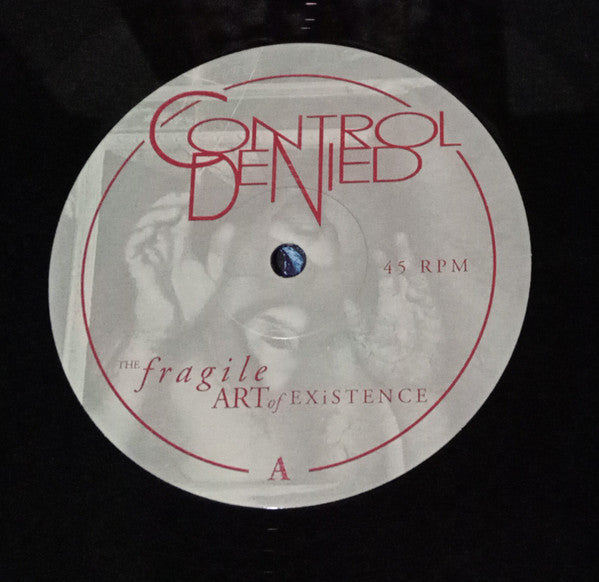 CONTROL
DENIED
45 RPM
THE fragile
ART of EXiSTENCE
A